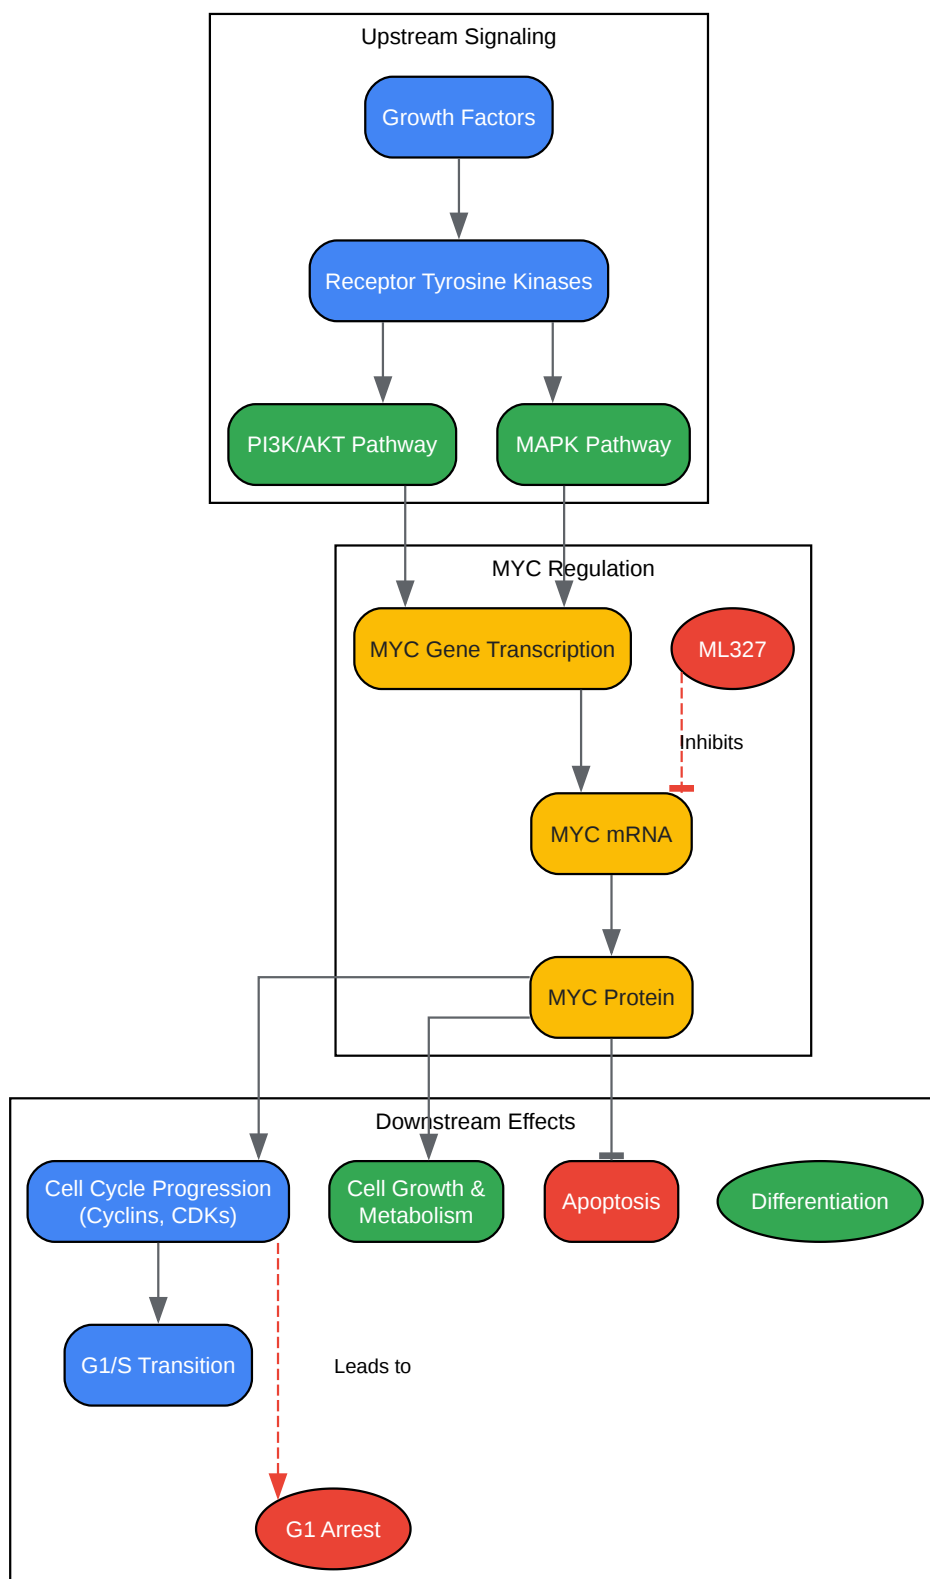 Upstream Signaling
Growth Factors
Receptor Tyrosine Kinases
PI3K/AKT Pathway
MAPK Pathway
MYC Regulation
MYC Gene Transcription
ML327
Inhibits
MYC mRNA
MYC Protein
Downstream Effects
Cell Cycle Progression
(Cyclins, CDKs)
Cell Growth &
Metabolism
Apoptosis
Differentiation
G1/S Transition
Leads to
G1 Arrest